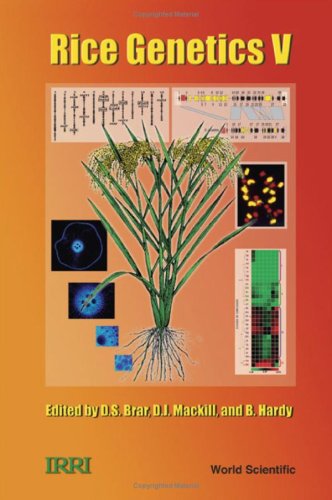 Rice Genetics V
Edited by D.S. Brar, D.J. Mackill, and B. Hardy
IRRI
World Scientific